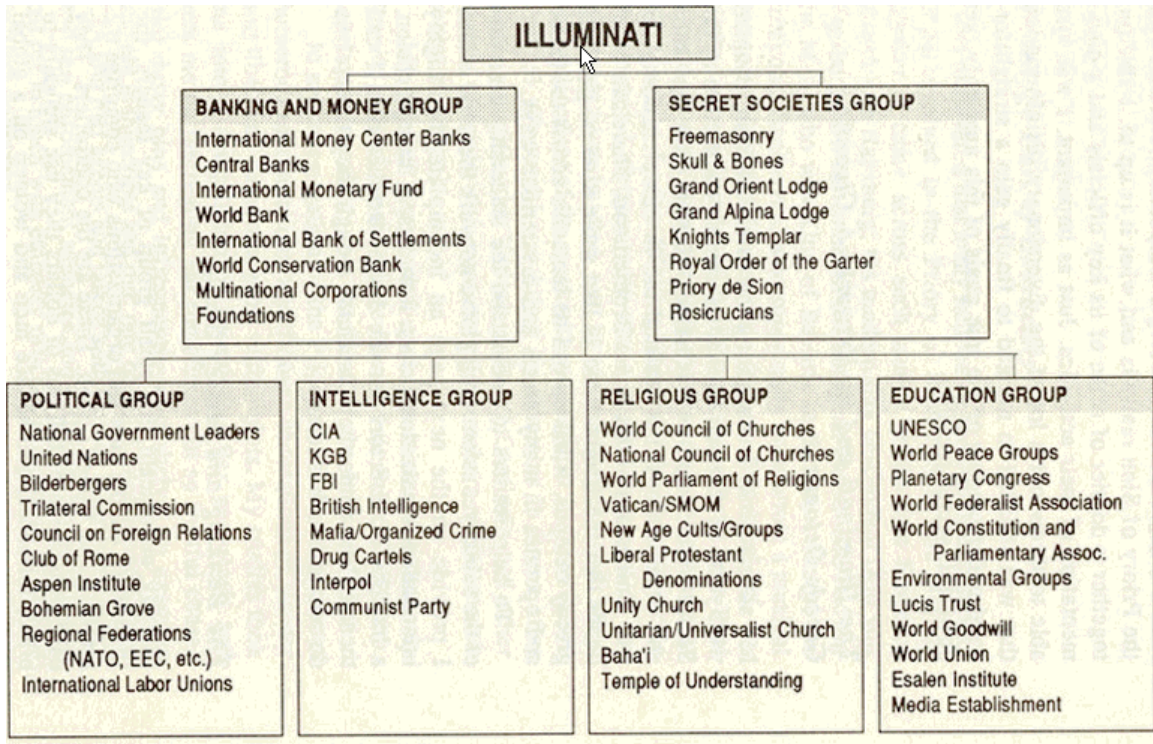 ILLUMINATI
BANKING AND MONEY GROUP
International Money Center Banks
Central Banks
International Monetary Fund
World Bank
International Bank of Settlements
World Conservation Bank
Multinational Corporations
Foundations
SECRET SOCIETIES GROUP
Freemasonry
Skull & Bones
Grand Orient Lodge
Grand Alpina Lodge
Knights Templar
Royal Order of the Garter
Priory de Sion
Rosicrucians
POLITICAL GROUP
National Government Leaders
United Nations
Bilderbergers
Trilateral Commission
Council on Foreign Relations
Club of Rome
Aspen Institute
Bohemian Grove
Regional Federations
(NATO, EEC, etc.)
International Labor Unions
INTELLIGENCE GROUP
CIA
KGB
FBI
British Intelligence
Mafia/Organized Crime
Drug Cartels
Interpol
Communist Party
RELIGIOUS GROUP
World Council of Churches
National Council of Churches
World Parliament of Religions
Vatican/SMOM
New Age Cults/Groups
Liberal Protestant
Denominations
Unity Church
Unitarian/Universalist Church
Baha'i
Temple of Understanding
EDUCATION GROUP
UNESCO
World Peace Groups
Planetary Congress
World Federalist Association
World Constitution and
Parliamentary Assoc.
Environmental Groups
Lucis Trust
World Goodwill
World Union
Esalen Institute
Media Establishment